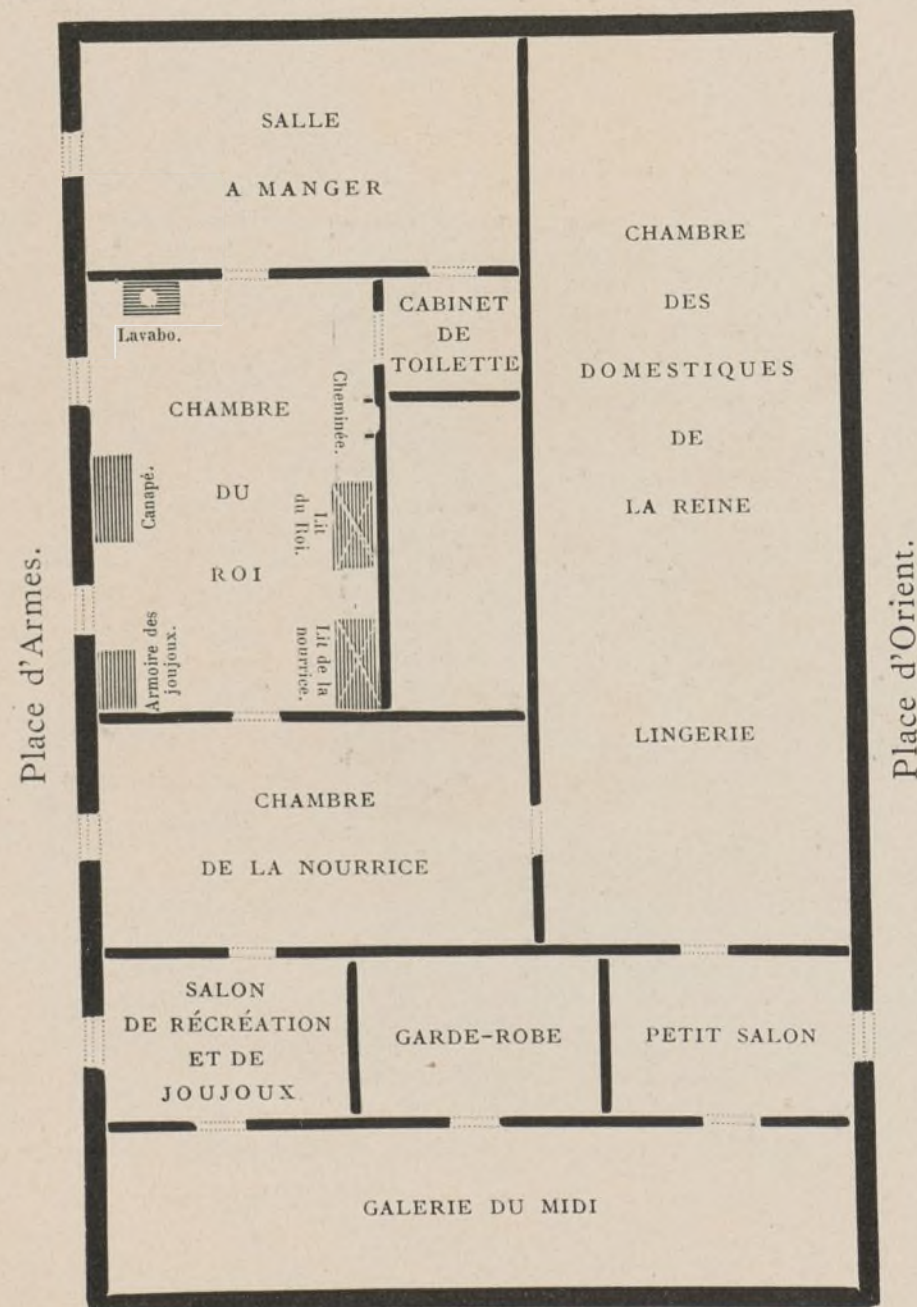 SALLE
A MANGER
CHAMBRE
DES
DOMESTIQUES
DE
LA REINE
LINGERIE
CABINET
DE
TOILETTE
Lavabo.
Cheminée.
CHAMBRE
DU
ROI
Canapé.
Lit
du Roi.
Armoire des
joujoux.
Lit de la
nourrice.
Place d'Armes.
Place d'Orient.
CHAMBRE
DE LA NOURRICE
SALON
DE RÉCRÉATION
ET DE
JOUJOUX
GARDE-ROBE
PETIT SALON
GALERIE DU MIDI